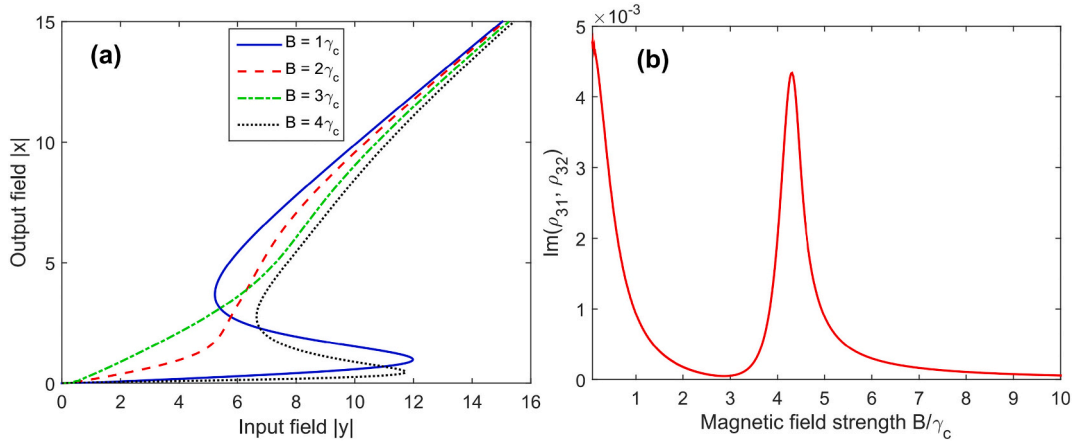 (a)
B = 1γc
B = 2γc
B = 3γc
B = 4γc
15
10
5
0
Output field |x|
0 2 4 6 8 10 12 14 16
Input field |y|
(b)
×10⁻³
5
4
3
2
1
0
Im(ρ31, ρ32)
1 2 3 4 5 6 7 8 9 10
Magnetic field strength B/γc